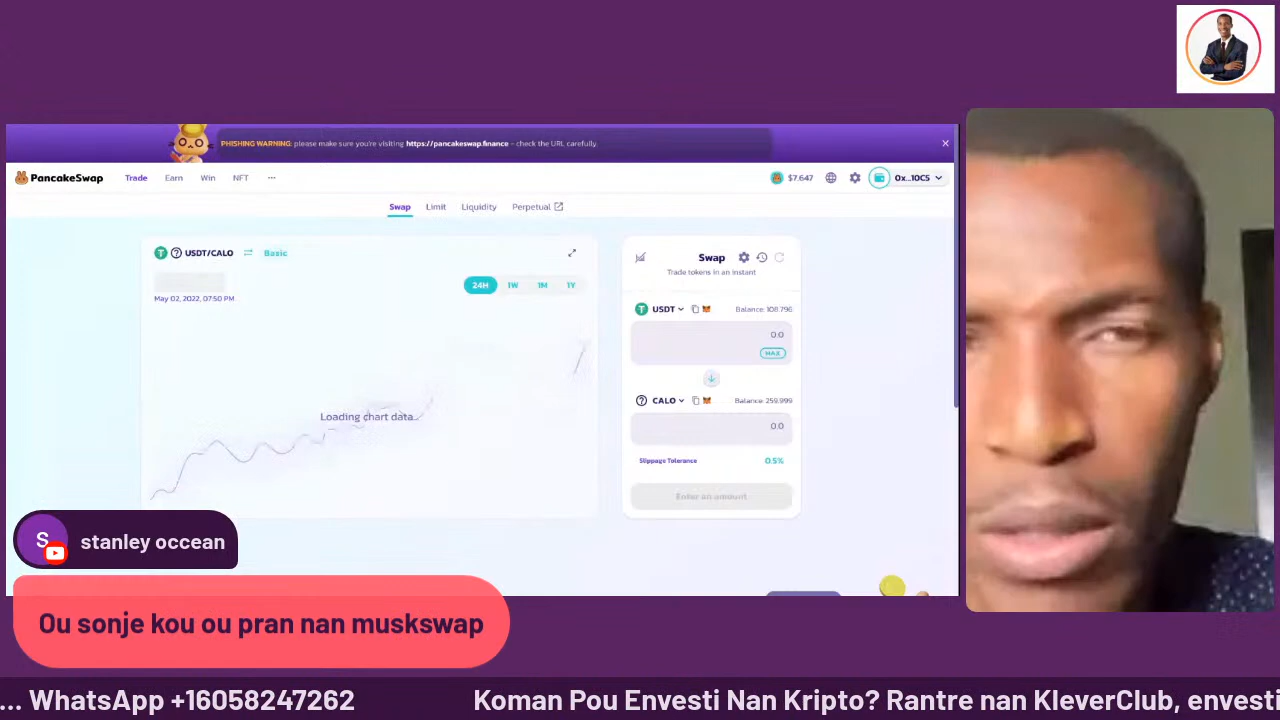 PHISHING WARNING: please make sure you're visiting https://pancakeswap.finance - check the URL carefully.
PancakeSwap
Trade
Earn
Win
NFT
$7.647
0x...10C5
Swap
Limit
Liquidity
Perpetual
USDT/CALO
Basic
May 02, 2022, 07:50 PM
24H
1W
1M
1Y
Loading chart data...
Swap
Trade tokens in an instant
USDT
Balance: 108.796
0.0
MAX
CALO
Balance: 259.999
0.0
Slippage Tolerance
0.5%
Enter an amount
S
stanley occean
Ou sonje kou ou pran nan muskswap
... WhatsApp +16058247262
Koman Pou Envesti Nan Kripto? Rantre nan KleverClub, envesti